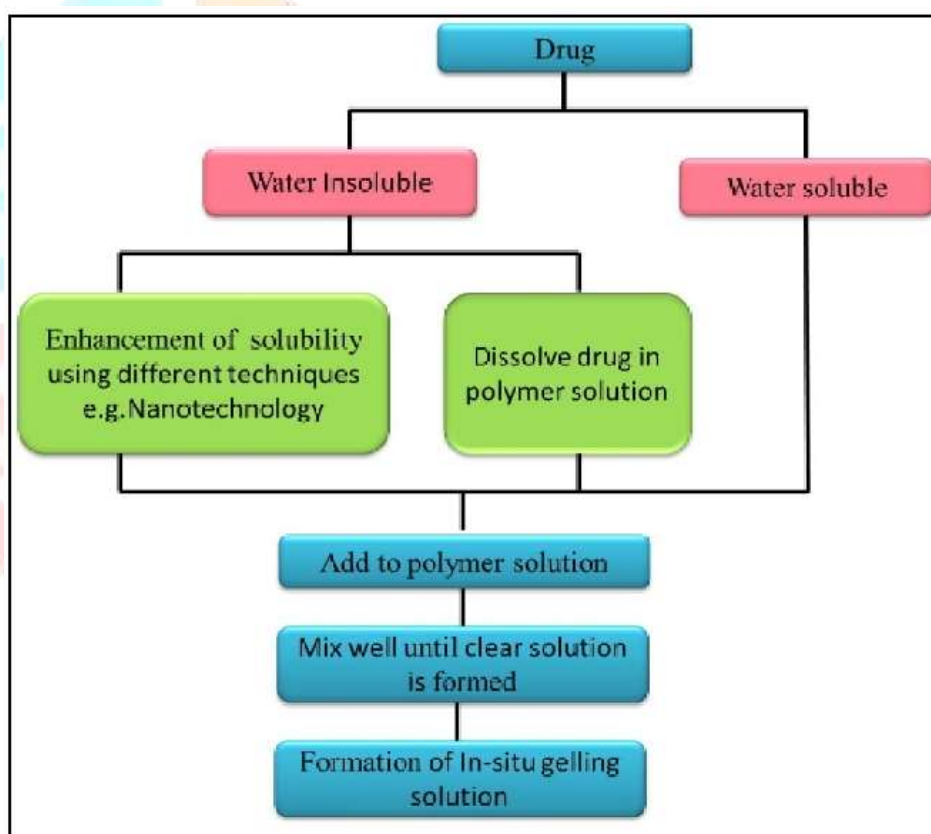 Drug
Water Insoluble
Water soluble
Enhancement of solubility
using different techniques
e.g.Nanotechnology
Dissolve drug in
polymer solution
Add to polymer solution
Mix well until clear solution
is formed
Formation of In-situ gelling
solution